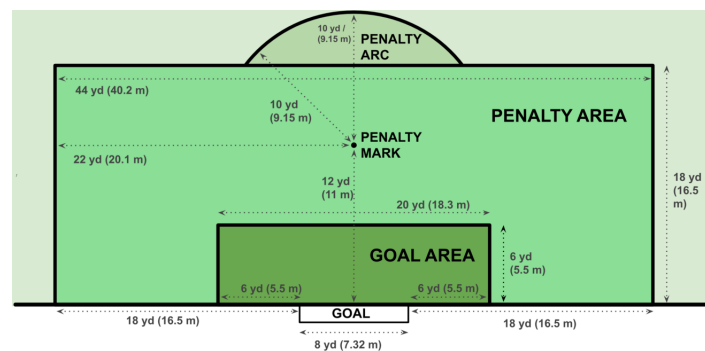 10 yd /
(9.15 m)
PENALTY
ARC
44 yd (40.2 m)
10 yd
(9.15 m)
PENALTY AREA
PENALTY
MARK
22 yd (20.1 m)
12 yd
(11 m)
18 yd
(16.5
m)
20 yd (18.3 m)
GOAL AREA
6 yd
(5.5 m)
6 yd (5.5 m)
6 yd (5.5 m)
GOAL
18 yd (16.5 m)
18 yd (16.5 m)
8 yd (7.32 m)